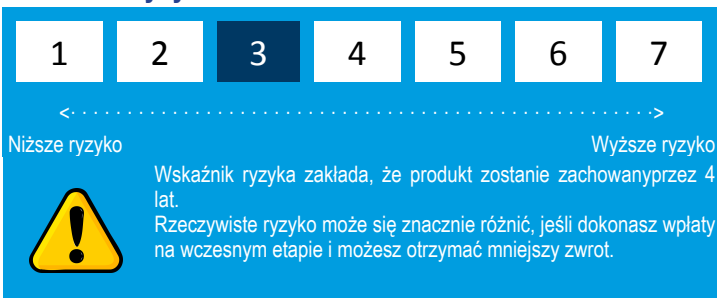 1 2 3 4 5 6 7
Niższe ryzyko Wyższe ryzyko
Wskaźnik ryzyka zakłada, że produkt zostanie zachowanyprzez 4
lat.
Rzeczywiste ryzyko może się znacznie różnić, jeśli dokonasz wpłaty
na wczesnym etapie i możesz otrzymać mniejszy zwrot.